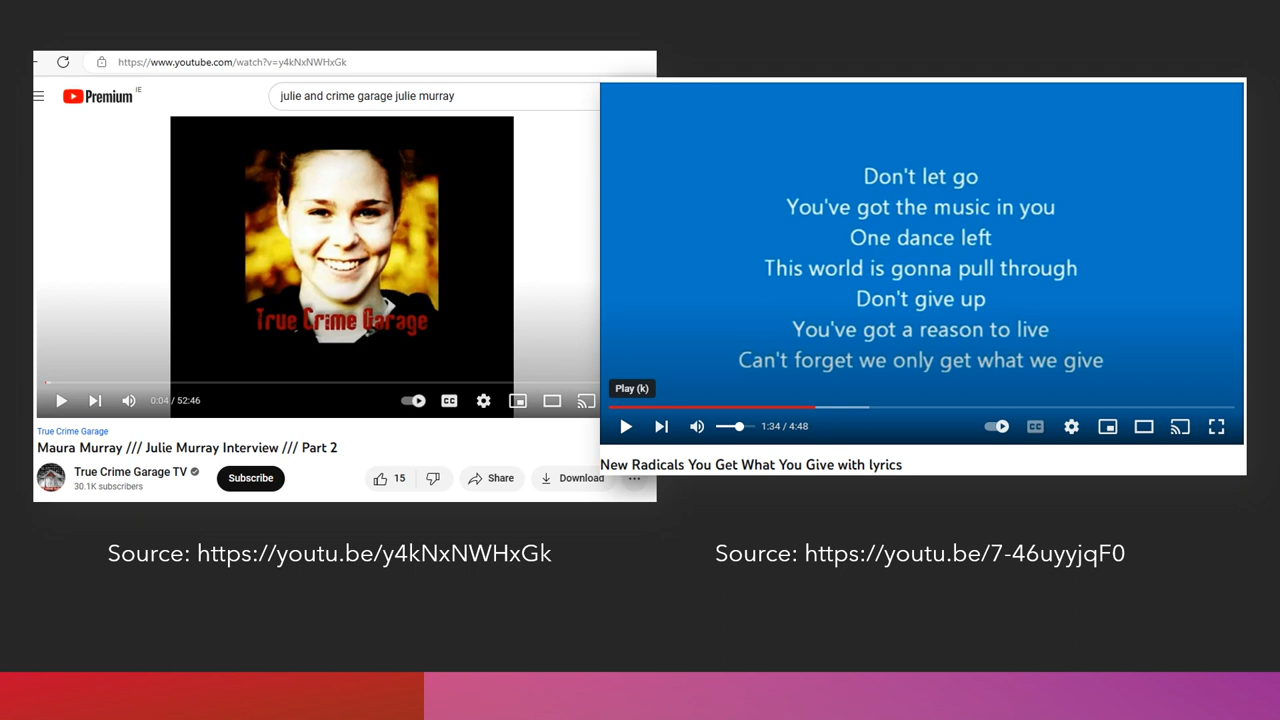 https://www.youtube.com/watch?v=y4kNxNWHxGk
Premium IE
julie and crime garage julie murray
True Crime Garage
0:04 / 52:46
CC
True Crime Garage
Maura Murray /// Julie Murray Interview /// Part 2
True Crime Garage TV
30.1K subscribers
Subscribe
15
Share
Download
Don't let go
You've got the music in you
One dance left
This world is gonna pull through
Don't give up
You've got a reason to live
Can't forget we only get what we give
Play (k)
1:34 / 4:48
CC
New Radicals You Get What You Give with lyrics
Source: https://youtu.be/y4kNxNWHxGk
Source: https://youtu.be/7-46uyyjqF0